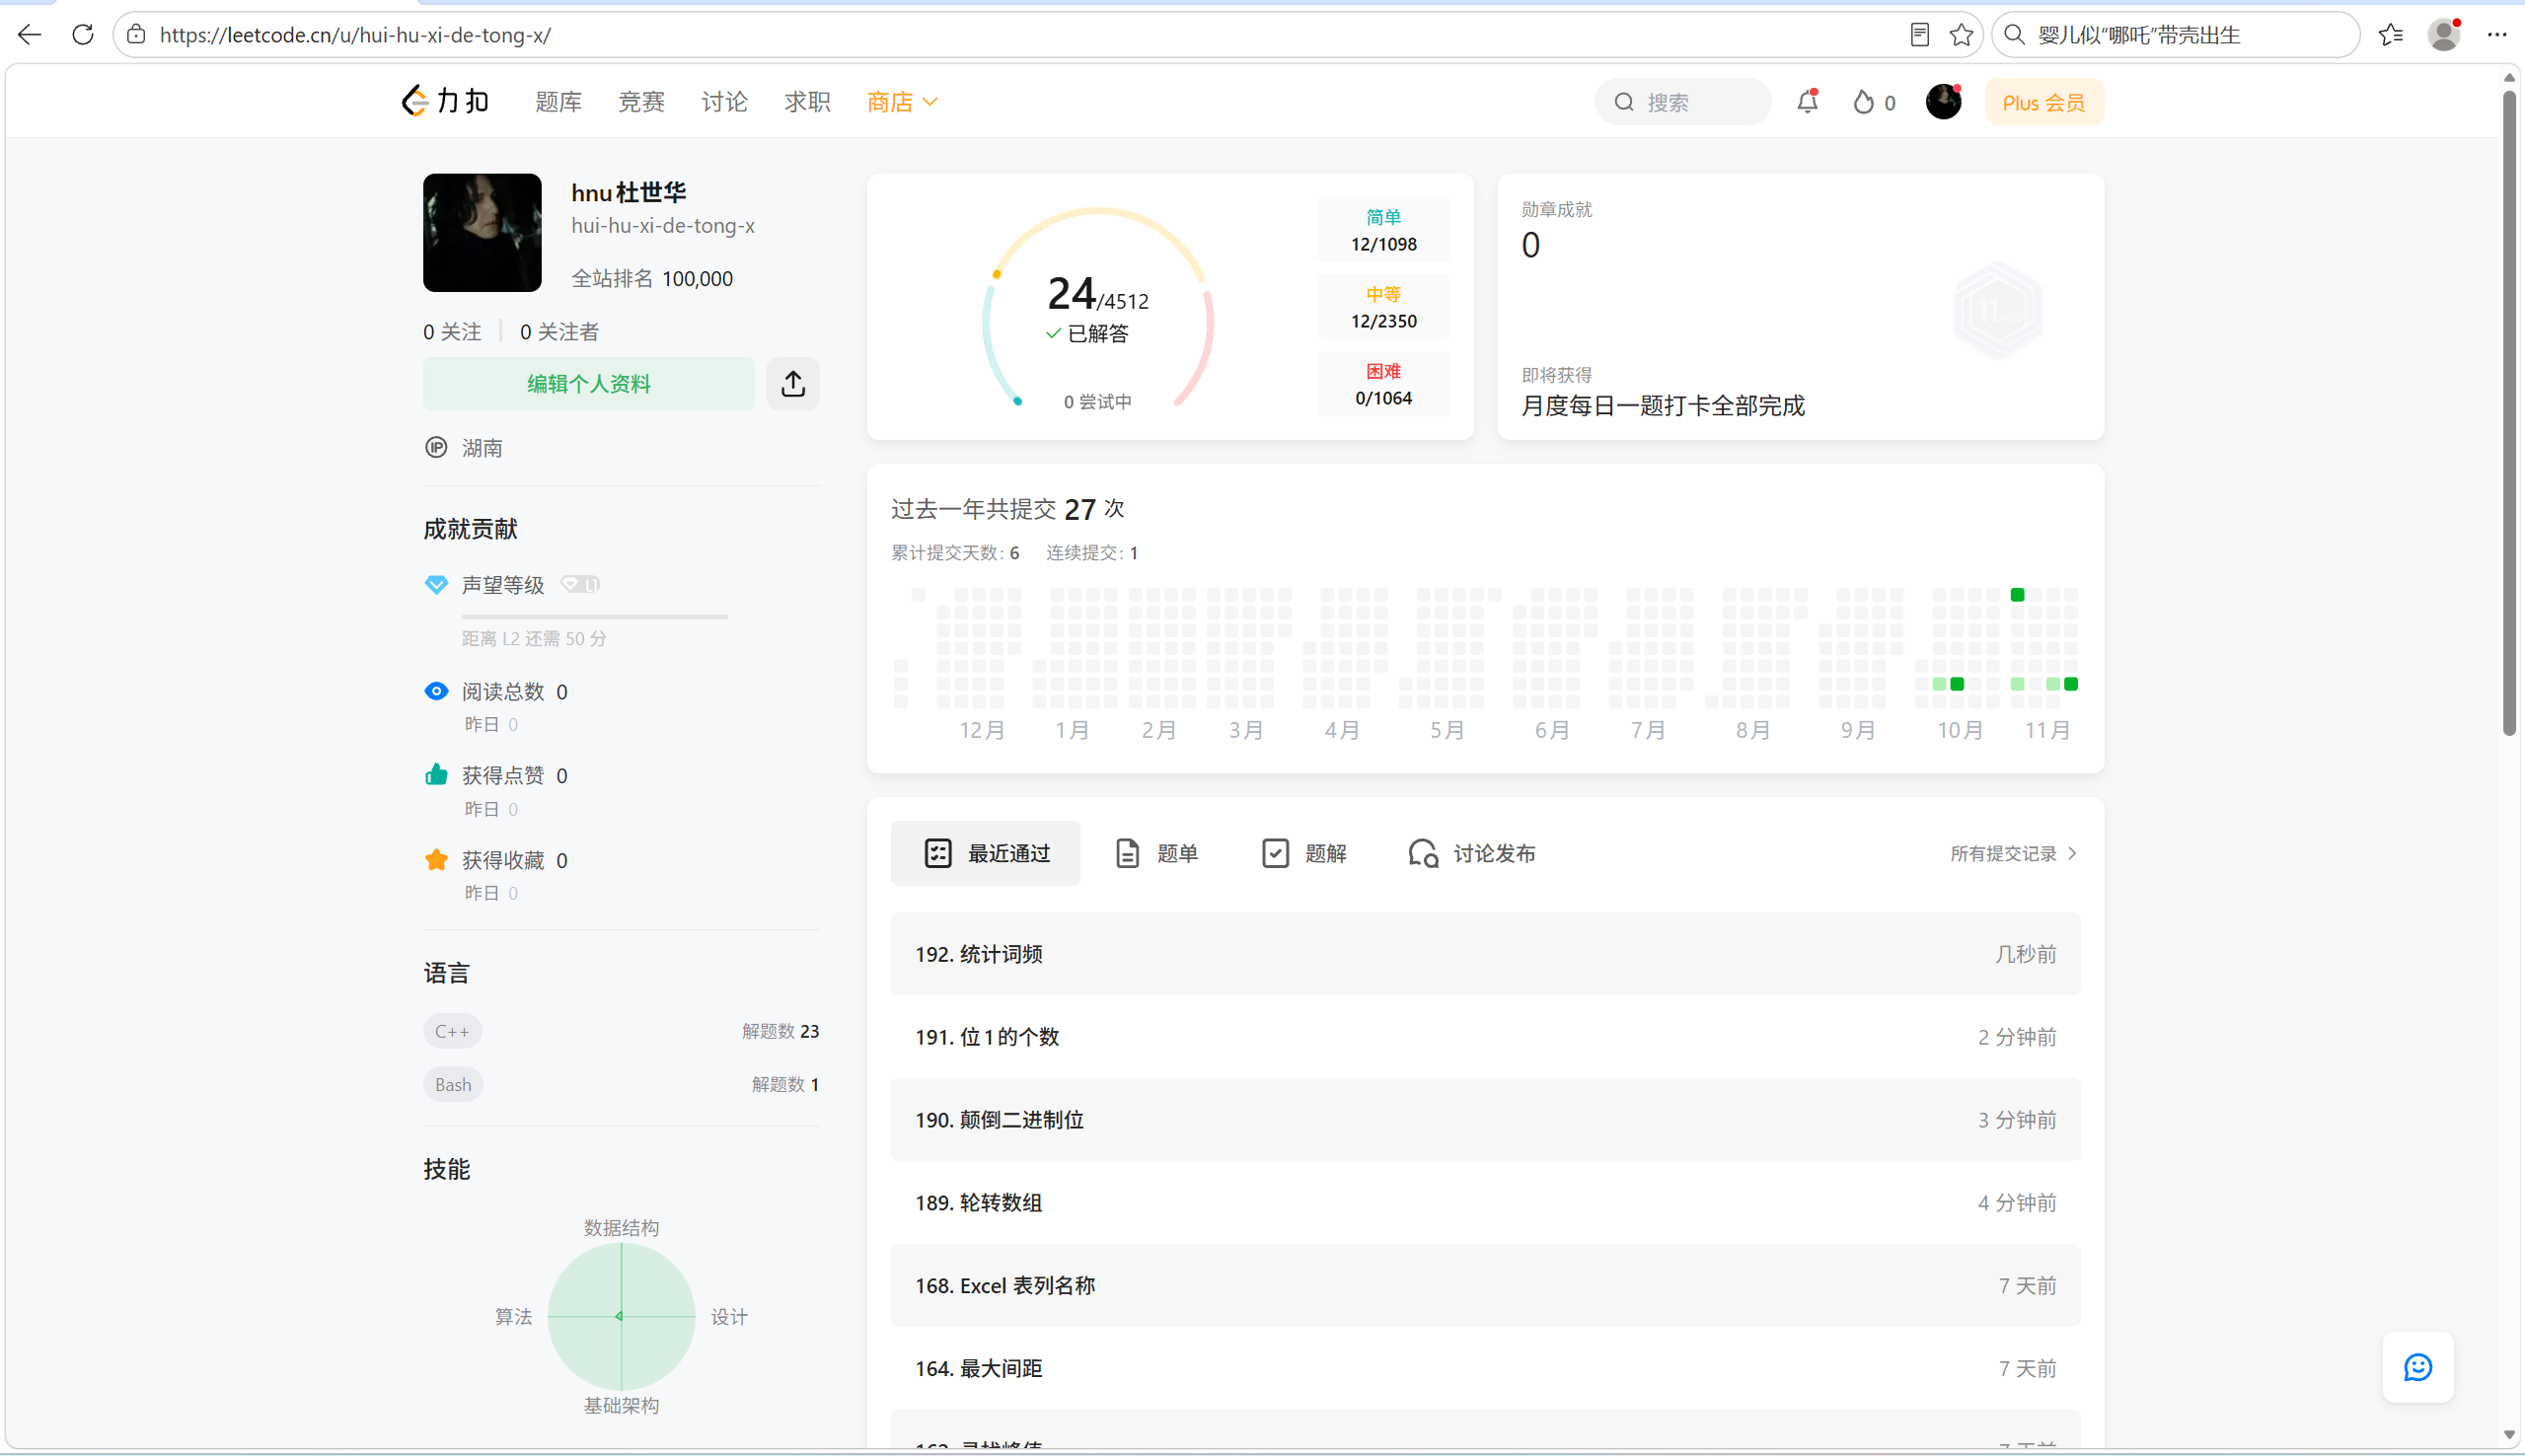 https://leetcode.cn/u/hui-hu-xi-de-tong-x/
婴儿似“哪吒”带壳出生
力扣
题库 竞赛 讨论 求职 商店
搜索
0
Plus 会员
hnu杜世华
hui-hu-xi-de-tong-x
全站排名 100,000
0 关注 0 关注者
编辑个人资料
湖南
成就贡献
声望等级 L1
距离 L2 还需 50 分
阅读总数 0
昨日 0
获得点赞 0
昨日 0
获得收藏 0
昨日 0
语言
C++ 解题数 23
Bash 解题数 1
技能
数据结构
算法 设计
基础架构
24/4512
已解答
0 尝试中
简单
12/1098
中等
12/2350
困难
0/1064
勋章成就
0
11
即将获得
月度每日一题打卡全部完成
过去一年共提交 27 次
累计提交天数: 6 连续提交: 1
12月 1月 2月 3月 4月 5月 6月 7月 8月 9月 10月 11月
最近通过 题单 题解 讨论发布
所有提交记录
192. 统计词频 几秒前
191. 位1的个数 2 分钟前
190. 颠倒二进制位 3 分钟前
189. 轮转数组 4 分钟前
168. Excel 表列名称 7 天前
164. 最大间距 7 天前